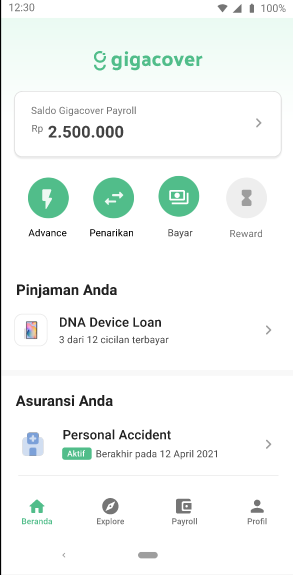 12:30
100%
gigacover
Saldo Gigacover Payroll
Rp 2.500.000
Advance Penarikan Bayar Reward
Pinjaman Anda
DNA Device Loan
3 dari 12 cicilan terbayar
Asuransi Anda
Personal Accident
Aktif Berakhir pada 12 April 2021
Beranda Explore Payroll Profil